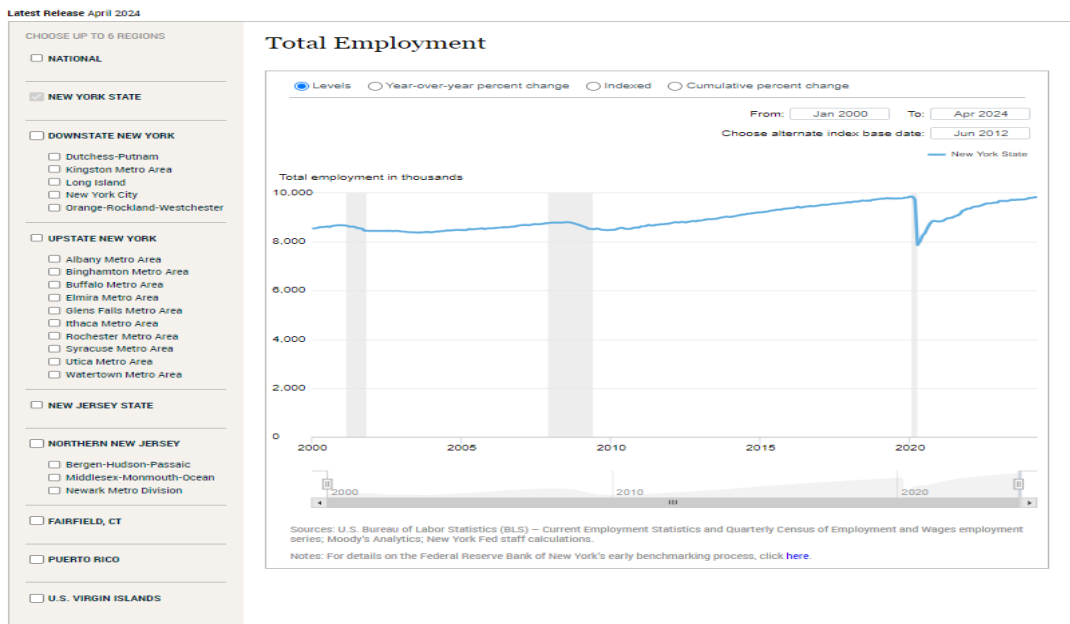 Latest Release April 2024
CHOOSE UP TO 6 REGIONS
NATIONAL
NEW YORK STATE
DOWNSTATE NEW YORK
Dutchess-Putnam
Kingston Metro Area
Long Island
New York City
Orange-Rockland-Westchester
UPSTATE NEW YORK
Albany Metro Area
Binghamton Metro Area
Buffalo Metro Area
Elmira Metro Area
Glens Falls Metro Area
Ithaca Metro Area
Rochester Metro Area
Syracuse Metro Area
Utica Metro Area
Watertown Metro Area
NEW JERSEY STATE
NORTHERN NEW JERSEY
Bergen-Hudson-Passaic
Middlesex-Monmouth-Ocean
Newark Metro Division
FAIRFIELD, CT
PUERTO RICO
U.S. VIRGIN ISLANDS
Total Employment
Levels Year-over-year percent change Indexed Cumulative percent change
From: Jan 2000 To: Apr 2024
Choose alternate index base date: Jun 2012
New York State
Total employment in thousands
10,000
8,000
6,000
4,000
2,000
0
2000 2005 2010 2015 2020
2000 2010 2020
Sources: U.S. Bureau of Labor Statistics (BLS) – Current Employment Statistics and Quarterly Census of Employment and Wages employment
series; Moody's Analytics; New York Fed staff calculations.
Notes: For details on the Federal Reserve Bank of New York's early benchmarking process, click here.